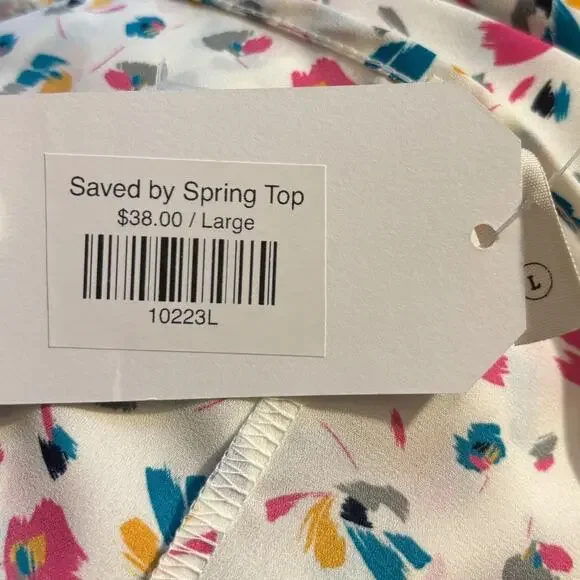 Saved by Spring Top
$38.00 / Large
10223L
L